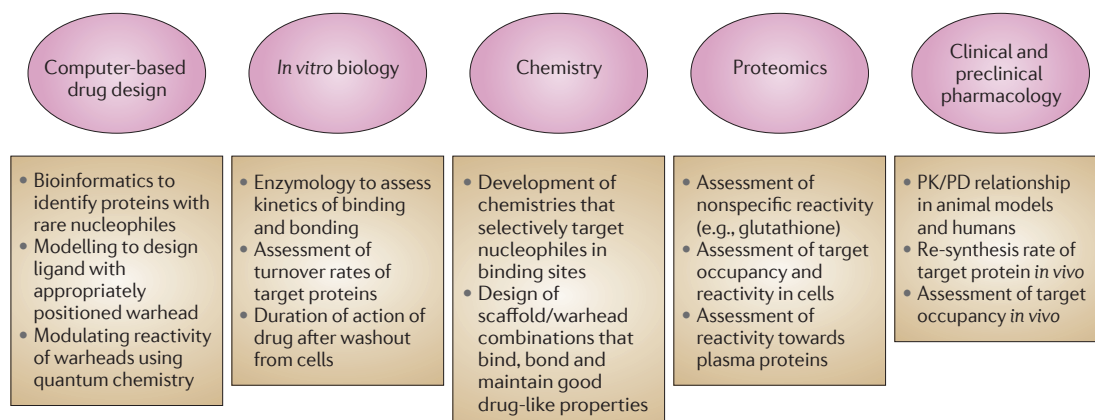 Computer-based
drug design
In vitro biology
Chemistry
Proteomics
Clinical and
preclinical
pharmacology
• Bioinformatics to
identify proteins with
rare nucleophiles
• Modelling to design
ligand with
appropriately
positioned warhead
• Modulating reactivity
of warheads using
quantum chemistry
• Enzymology to assess
kinetics of binding
and bonding
• Assessment of
turnover rates of
target proteins
• Duration of action of
drug after washout
from cells
• Development of
chemistries that
selectively target
nucleophiles in
binding sites
• Design of
scaffold/warhead
combinations that
bind, bond and
maintain good
drug-like properties
• Assessment of
nonspecific reactivity
(e.g., glutathione)
• Assessment of target
occupancy and
reactivity in cells
• Assessment of
reactivity towards
plasma proteins
• PK/PD relationship
in animal models
and humans
• Re-synthesis rate of
target protein in vivo
• Assessment of target
occupancy in vivo